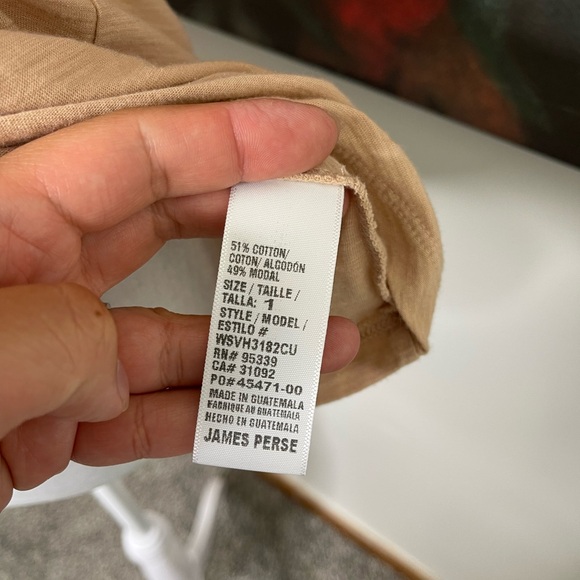 51% COTTON/
COTON/ ALGODÓN
49% MODAL
SIZE / TAILLE /
TALLA: 1
STYLE / MODEL /
ESTILO #
WSVH3182CU
RN# 95339
CA# 31092
PO#45471-00
MADE IN GUATEMALA
FABRIQUE AU GUATEMALA
HECHO EN GUATEMALA
JAMES PERSE